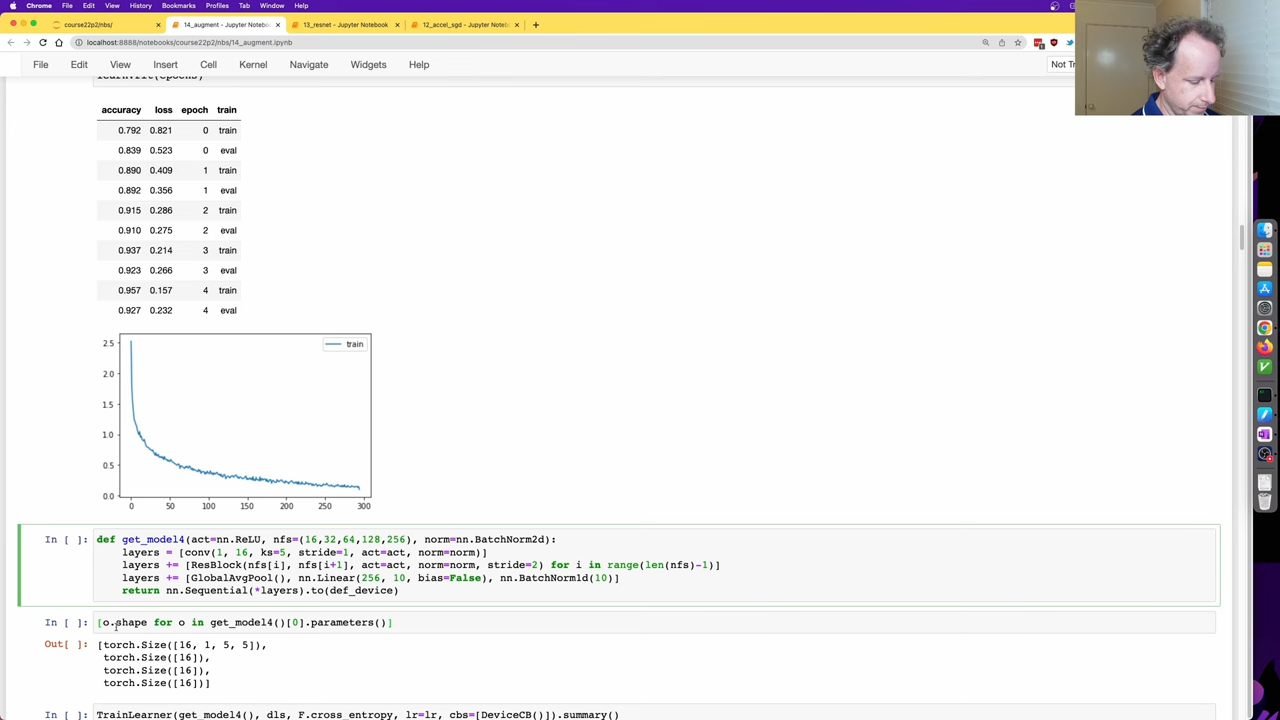 Chrome File Edit View History Bookmarks Profiles Tab Window Help
course22p2/nbs/
14_augment - Jupyter Noteboo
13_resnet - Jupyter Notebook
12_accel_sgd - Jupyter Notebo
localhost:8888/notebooks/course22p2/nbs/14_augment.ipynb
File Edit View Insert Cell Kernel Navigate Widgets Help
Not Tr
learn.fit(epochs)
accuracy loss epoch train
0.792 0.821 0 train
0.839 0.523 0 eval
0.890 0.409 1 train
0.892 0.356 1 eval
0.915 0.286 2 train
0.910 0.275 2 eval
0.937 0.214 3 train
0.923 0.266 3 eval
0.957 0.157 4 train
0.927 0.232 4 eval
train
2.5
2.0
1.5
1.0
0.5
0.0
0 50 100 150 200 250 300
In [ ]: def get_model4(act=nn.ReLU, nfs=(16,32,64,128,256), norm=nn.BatchNorm2d):
layers = [conv(1, 16, ks=5, stride=1, act=act, norm=norm)]
layers += [ResBlock(nfs[i], nfs[i+1], act=act, norm=norm, stride=2) for i in range(len(nfs)-1)]
layers += [GlobalAvgPool(), nn.Linear(256, 10, bias=False), nn.BatchNorm1d(10)]
return nn.Sequential(*layers).to(def_device)
In [ ]: [o.shape for o in get_model4()[0].parameters()]
Out[ ]: [torch.Size([16, 1, 5, 5]),
torch.Size([16]),
torch.Size([16]),
torch.Size([16])]
In [ ]: TrainLearner(get_model4(), dls, F.cross_entropy, lr=lr, cbs=[DeviceCB()]).summary()